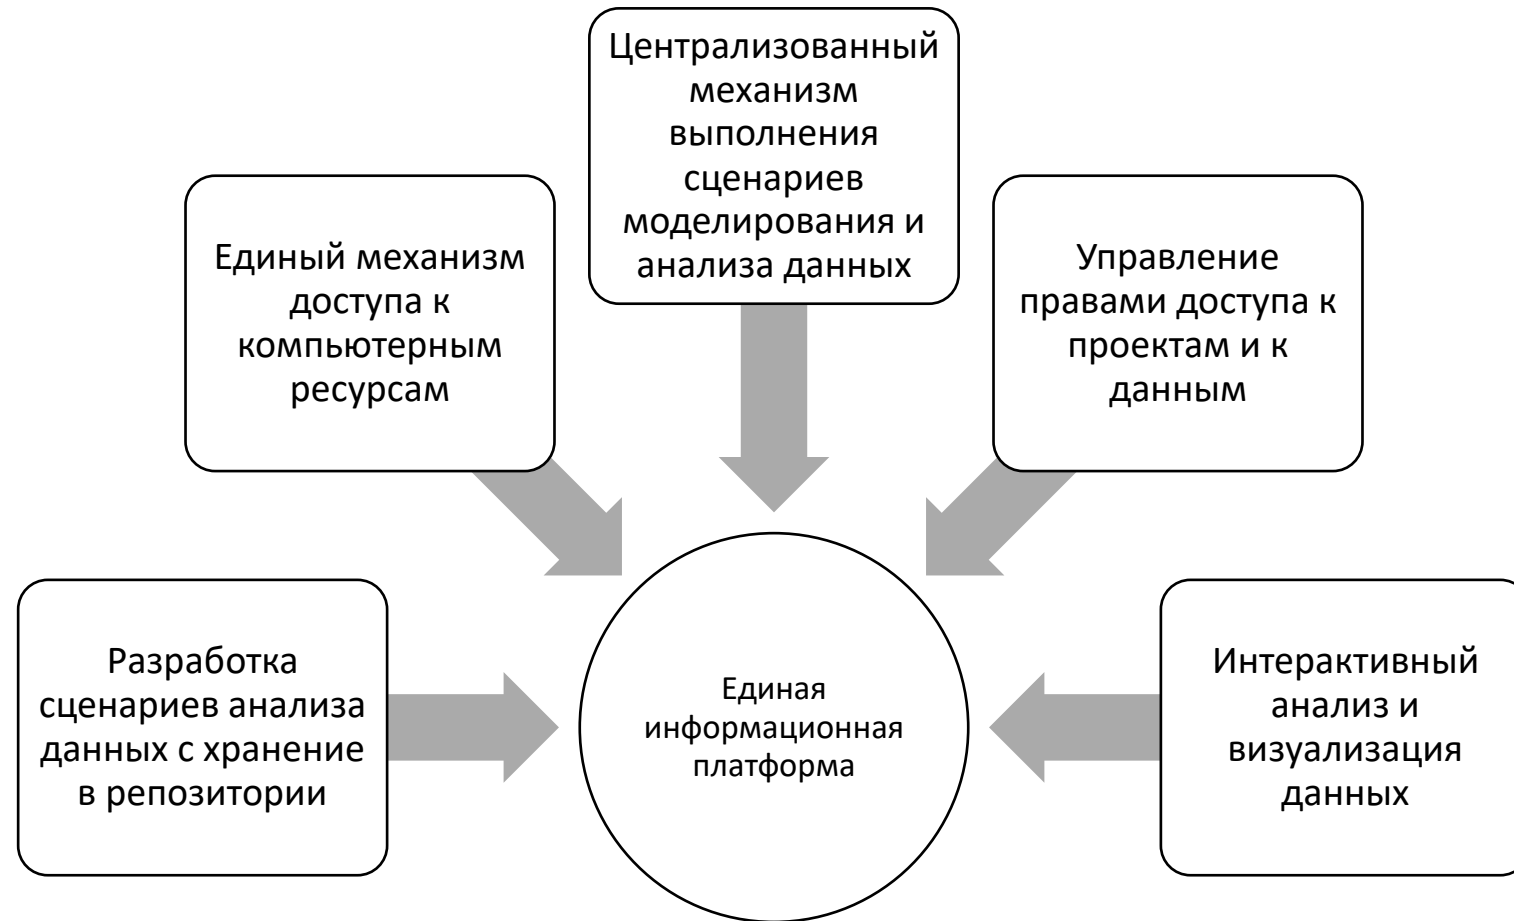 Централизованный
механизм
выполнения
сценариев
моделирования и
анализа данных
Единый механизм
доступа к
компьютерным
ресурсам
Управление
правами доступа к
проектам и к
данным
Разработка
сценариев анализа
данных с хранение
в репозитории
Единая
информационная
платформа
Интерактивный
анализ и
визуализация
данных